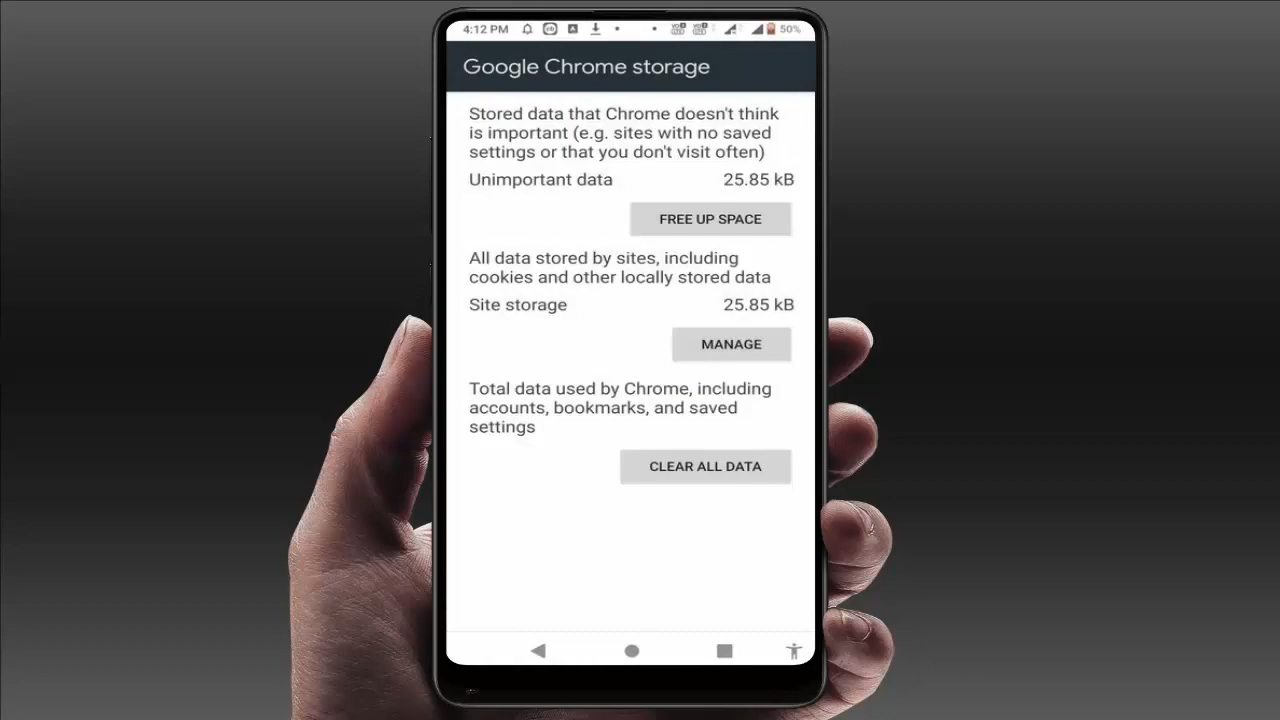 4:12 PM 50%
Google Chrome storage
Stored data that Chrome doesn't think
is important (e.g. sites with no saved
settings or that you don't visit often)
Unimportant data 25.85 kB
FREE UP SPACE
All data stored by sites, including
cookies and other locally stored data
Site storage 25.85 kB
MANAGE
Total data used by Chrome, including
accounts, bookmarks, and saved
settings
CLEAR ALL DATA